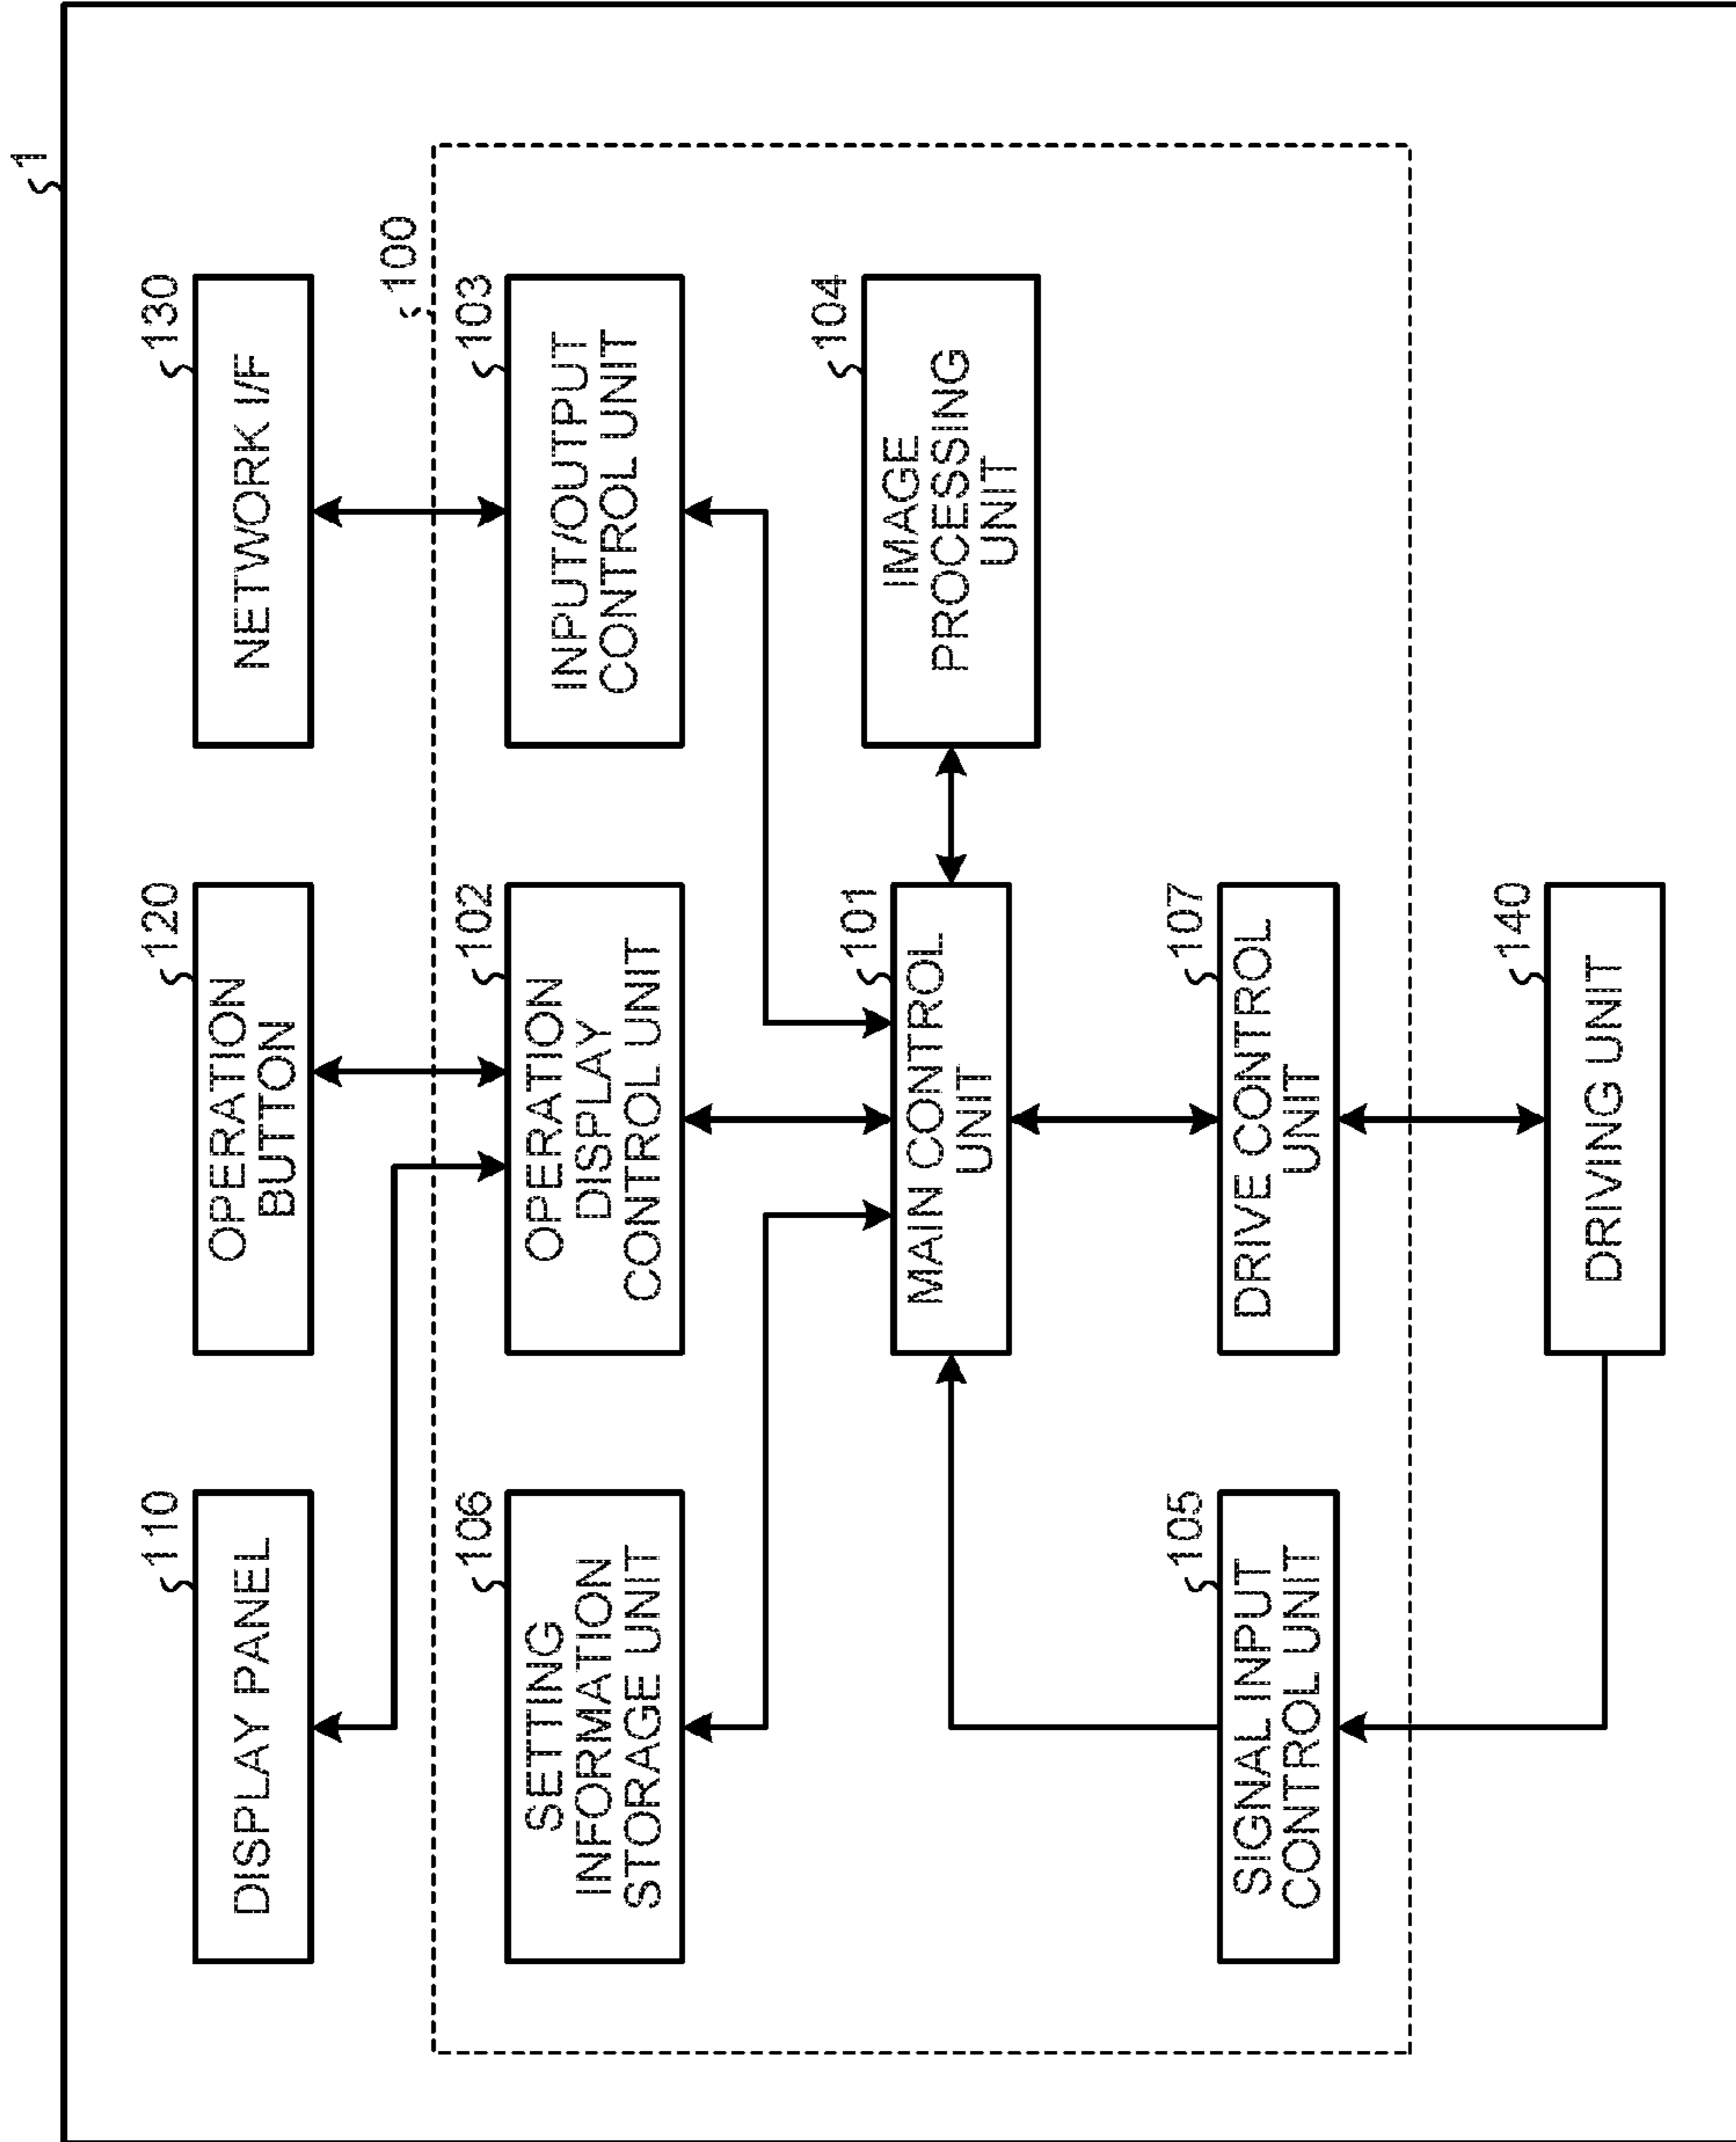 1
110
DISPLAY PANEL
120
OPERATION
BUTTON
130
NETWORK I/F
100
106
SETTING
INFORMATION
STORAGE UNIT
102
OPERATION
DISPLAY
CONTROL UNIT
103
INPUT/OUTPUT
CONTROL UNIT
101
MAIN CONTROL
UNIT
104
IMAGE
PROCESSING
UNIT
105
SIGNAL INPUT
CONTROL UNIT
107
DRIVE CONTROL
UNIT
140
DRIVING UNIT